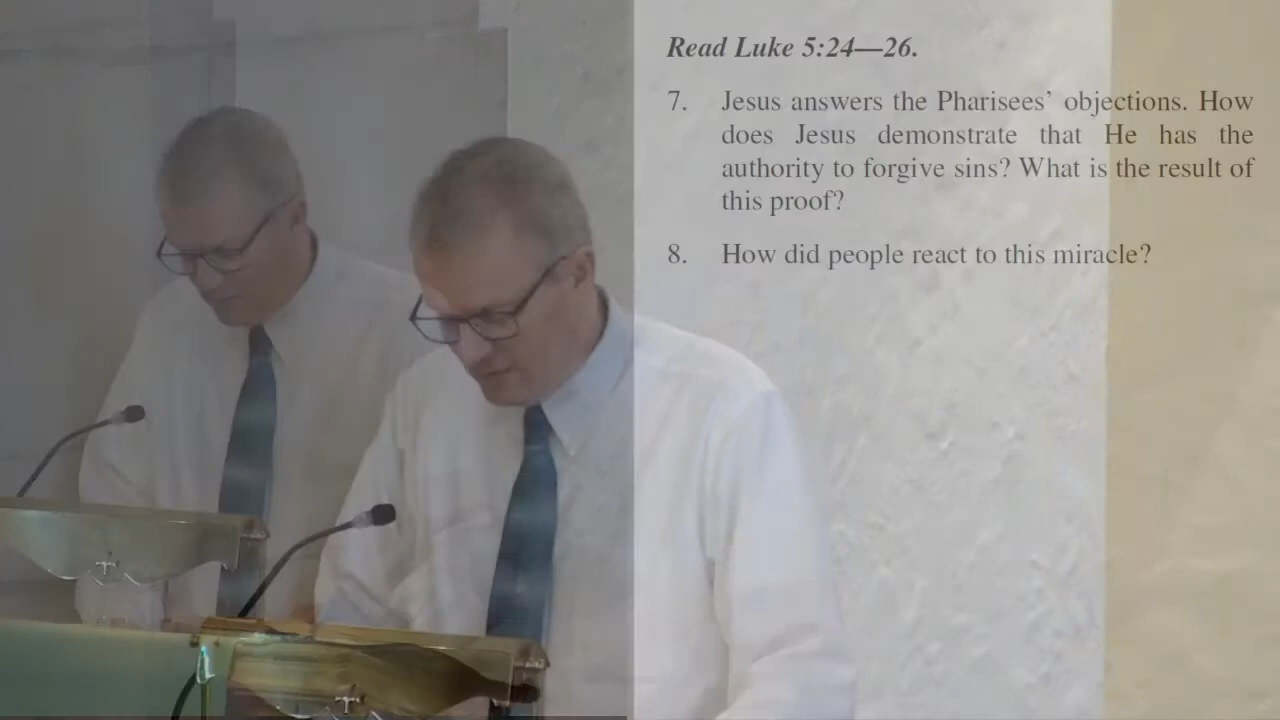 Read Luke 5:24—26.
7. Jesus answers the Pharisees’ objections. How
does Jesus demonstrate that He has the
authority to forgive sins? What is the result of
this proof?
8. How did people react to this miracle?